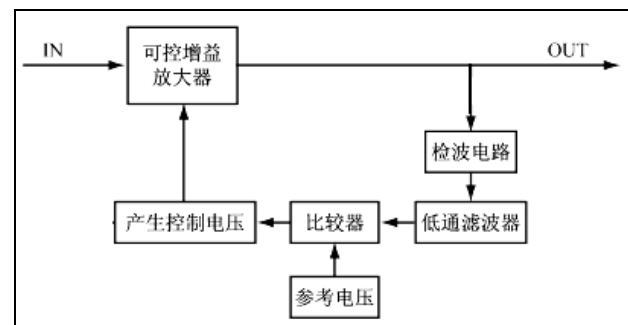 IN
可控增益
放大器
OUT
检波电路
产生控制电压
比较器
低通滤波器
参考电压